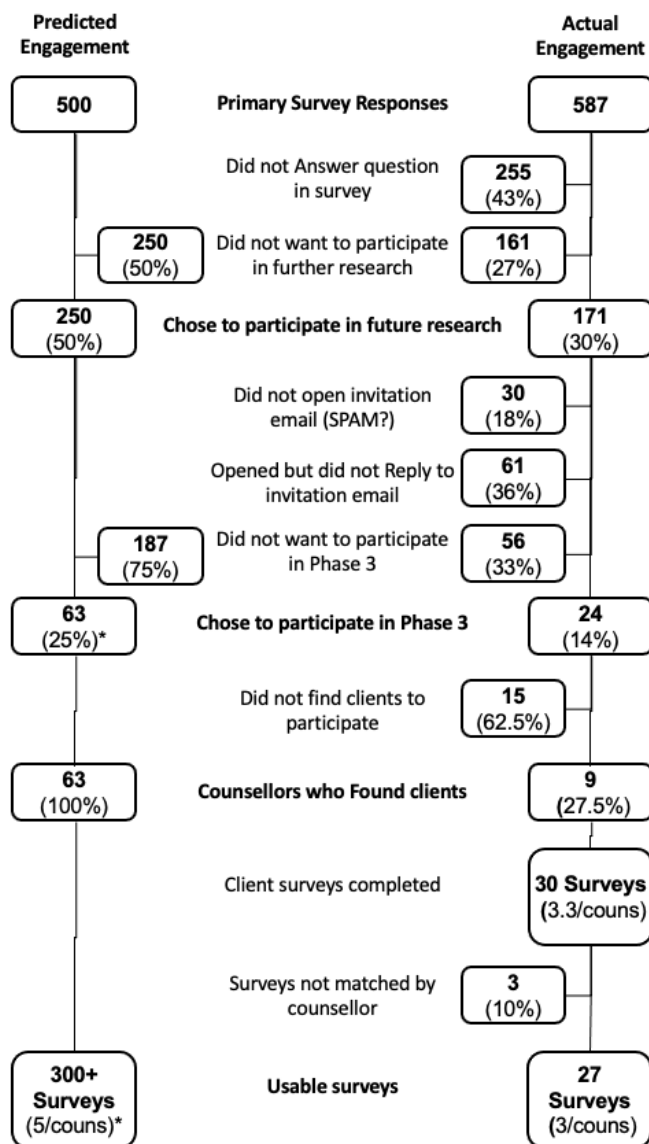 Predicted
Engagement
Actual
Engagement
500
Primary Survey Responses
587
Did not Answer question
in survey
255
(43%)
250
(50%)
Did not want to participate
in further research
161
(27%)
250
(50%)
Chose to participate in future research
171
(30%)
Did not open invitation
email (SPAM?)
30
(18%)
Opened but did not Reply to
invitation email
61
(36%)
187
(75%)
Did not want to participate
in Phase 3
56
(33%)
63
(25%)*
Chose to participate in Phase 3
24
(14%)
Did not find clients to
participate
15
(62.5%)
63
(100%)
Counsellors who Found clients
9
(27.5%)
Client surveys completed
30 Surveys
(3.3/couns)
Surveys not matched by
counsellor
3
(10%)
300+
Surveys
(5/couns)*
Usable surveys
27
Surveys
(3/couns)